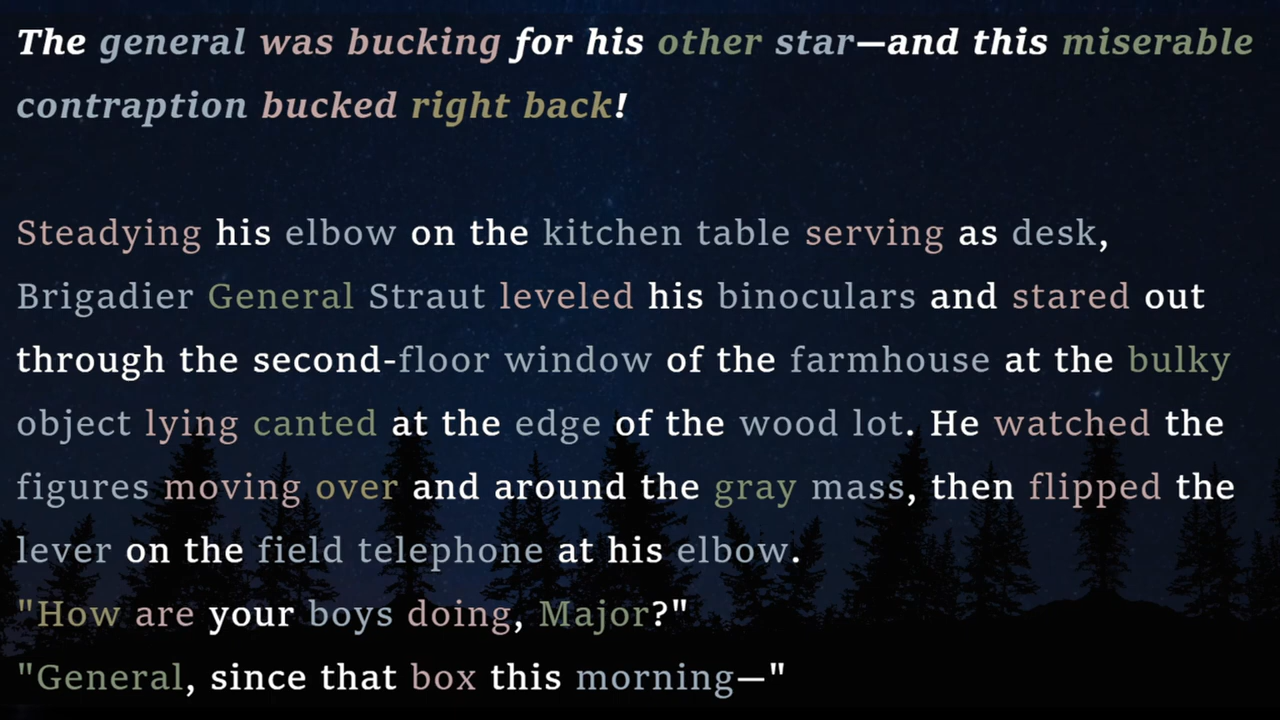 The general was bucking for his other star—and this miserable
contraption bucked right back!
Steadying his elbow on the kitchen table serving as desk,
Brigadier General Straut leveled his binoculars and stared out
through the second-floor window of the farmhouse at the bulky
object lying canted at the edge of the wood lot. He watched the
figures moving over and around the gray mass, then flipped the
lever on the field telephone at his elbow.
"How are your boys doing, Major?"
"General, since that box this morning—"